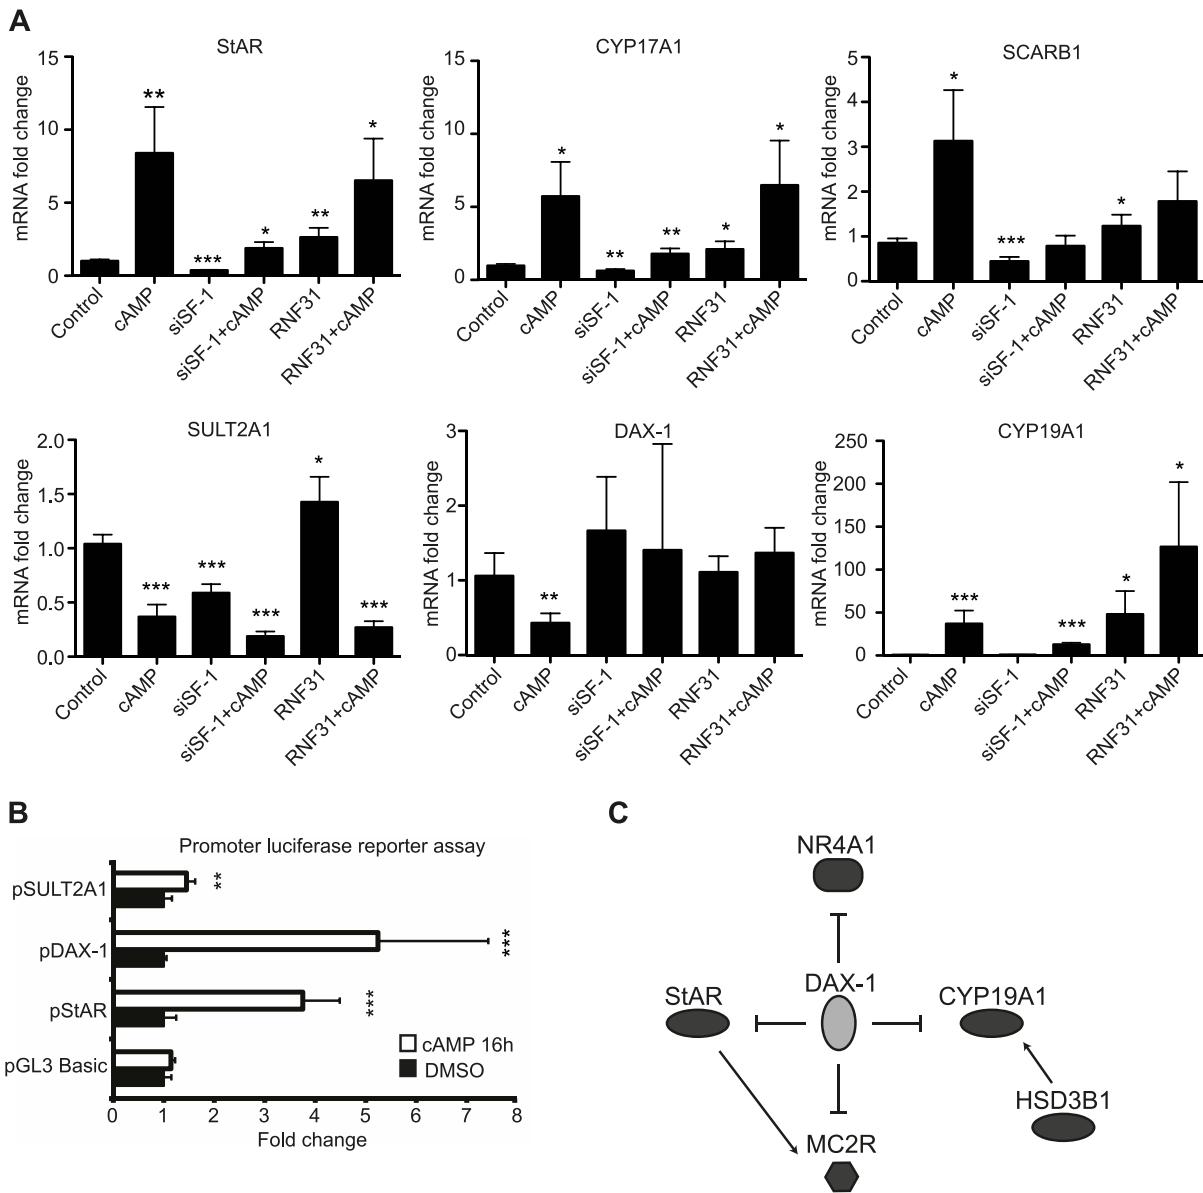 A
StAR
CYP17A1
SCARB1
mRNA fold change
15
10
5
0
**
***
*
**
*
Control
cAMP
siSF-1
siSF-1+cAMP
RNF31
RNF31+cAMP
mRNA fold change
15
10
5
0
*
**
**
*
*
Control
cAMP
siSF-1
siSF-1+cAMP
RNF31
RNF31+cAMP
mRNA fold change
5
4
3
2
1
0
*
***
*
Control
cAMP
siSF-1
siSF-1+cAMP
RNF31
RNF31+cAMP
SULT2A1
DAX-1
CYP19A1
mRNA fold change
2.0
1.5
1.0
0.5
0.0
***
***
***
*
***
Control
cAMP
siSF-1
siSF-1+cAMP
RNF31
RNF31+cAMP
mRNA fold change
3
2
1
0
**
Control
cAMP
siSF-1
siSF-1+cAMP
RNF31
RNF31+cAMP
mRNA fold change
250
200
150
100
50
0
***
***
*
*
Control
cAMP
siSF-1
siSF-1+cAMP
RNF31
RNF31+cAMP
B
Promoter luciferase reporter assay
pSULT2A1
**
pDAX-1
***
pStAR
***
pGL3 Basic
cAMP 16h
DMSO
0 1 2 3 4 5 6 7 8
Fold change
C
NR4A1
StAR
DAX-1
CYP19A1
HSD3B1
MC2R